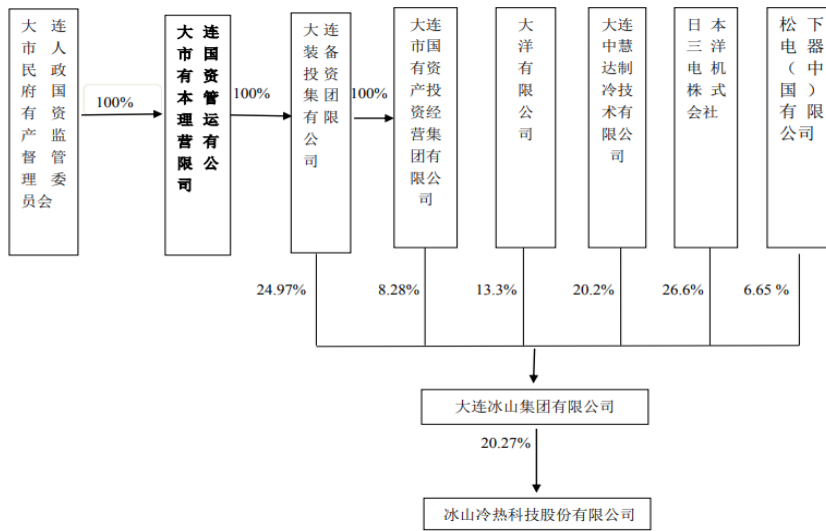 大连
市人
民政
府国
有资
产监
督管
理委
员会
100%
大连
市国
有资
本管
理运
营有
限公
司
100%
大连
装备
投资
集团
有限
公
司
100%
大连
市国
有资
产投
资经
营集
团有
限公
司
大
洋有
有限
公
司
大连
中慧
达制
冷技
术有
限公
司
日本
三洋
电机
株式
会社
松下
电器
（中
国）
有限
公司
24.97%
8.28%
13.3%
20.2%
26.6%
6.65 %
大连冰山集团有限公司
20.27%
冰山冷热科技股份有限公司